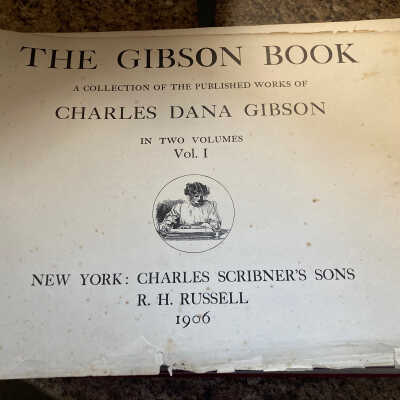 THE GIBSON BOOK
A COLLECTION OF THE PUBLISHED WORKS OF
CHARLES DANA GIBSON
IN TWO VOLUMES
Vol. I
NEW YORK: CHARLES SCRIBNER'S SONS
R. H. RUSSELL
1906